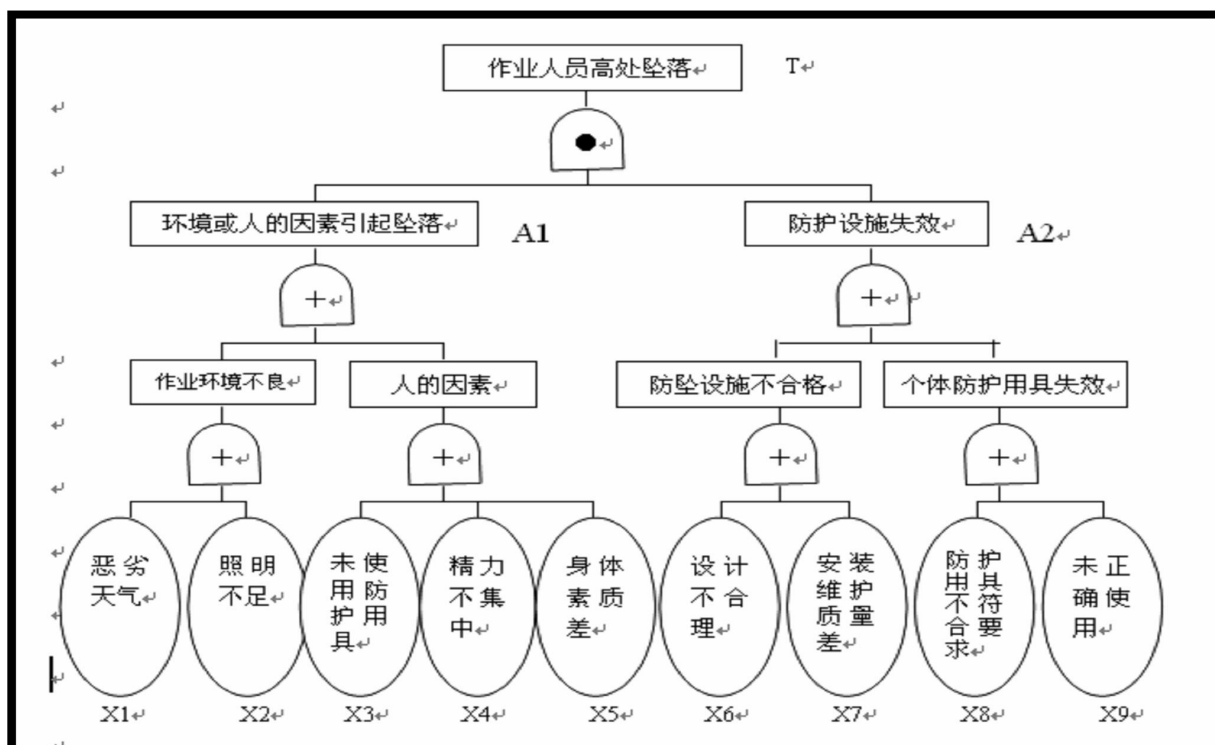 作业人员高处坠落 T
环境或人的因素引起坠落 A1 防护设施失效 A2
+ +
作业环境不良 人的因素 防坠设施不合格 个体防护用具失效
+ + + +
恶劣
天气
照明
不足
未使
用防
护用
具
精力
不集
中
身体
素质
差
设计
不合
理
安装
维护
质量
差
防护
用具
不符
合要
求
未正
确使
用
X1 X2 X3 X4 X5 X6 X7 X8 X9